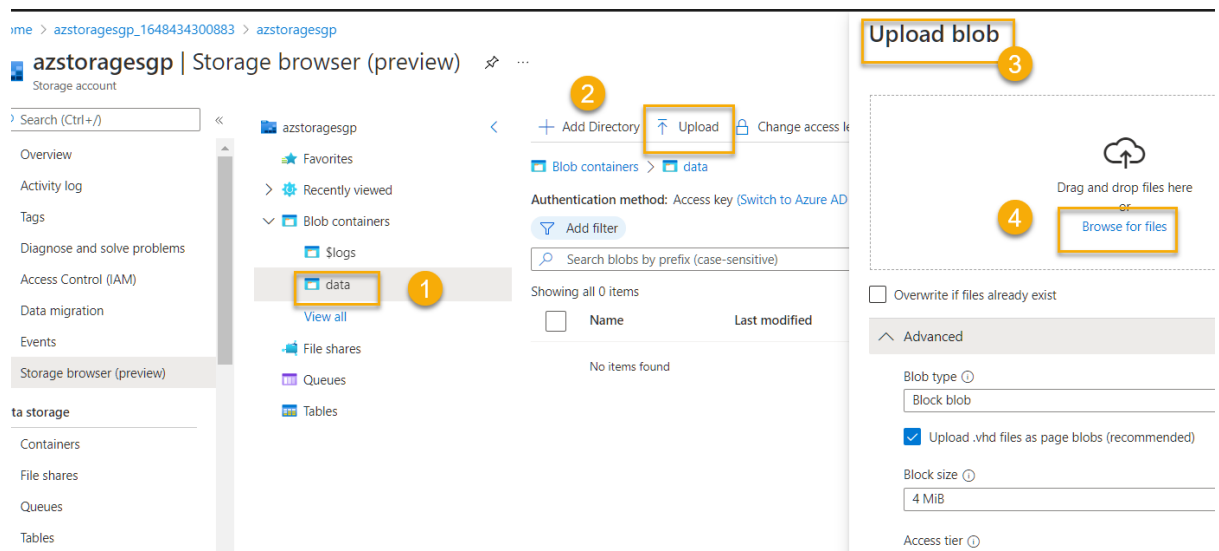 ome > azstoragesgp_1648434300883 > azstoragesgp
azstoragesgp | Storage browser (preview) ...
Storage account
Search (Ctrl+/) «
Overview
Activity log
Tags
Diagnose and solve problems
Access Control (IAM)
Data migration
Events
Storage browser (preview)
ta storage
Containers
File shares
Queues
Tables
azstoragesgp <
Favorites
> Recently viewed
Blob containers
$logs
data 1
View all
File shares
Queues
Tables
2
+ Add Directory Upload Change access le
Blob containers > data
Authentication method: Access key (Switch to Azure AD
Add filter
Search blobs by prefix (case-sensitive)
Showing all 0 items
Name Last modified
No items found
Upload blob
3
Drag and drop files here
or
4 Browse for files
Overwrite if files already exist
Advanced
Blob type
Block blob
Upload .vhd files as page blobs (recommended)
Block size
4 MiB
Access tier